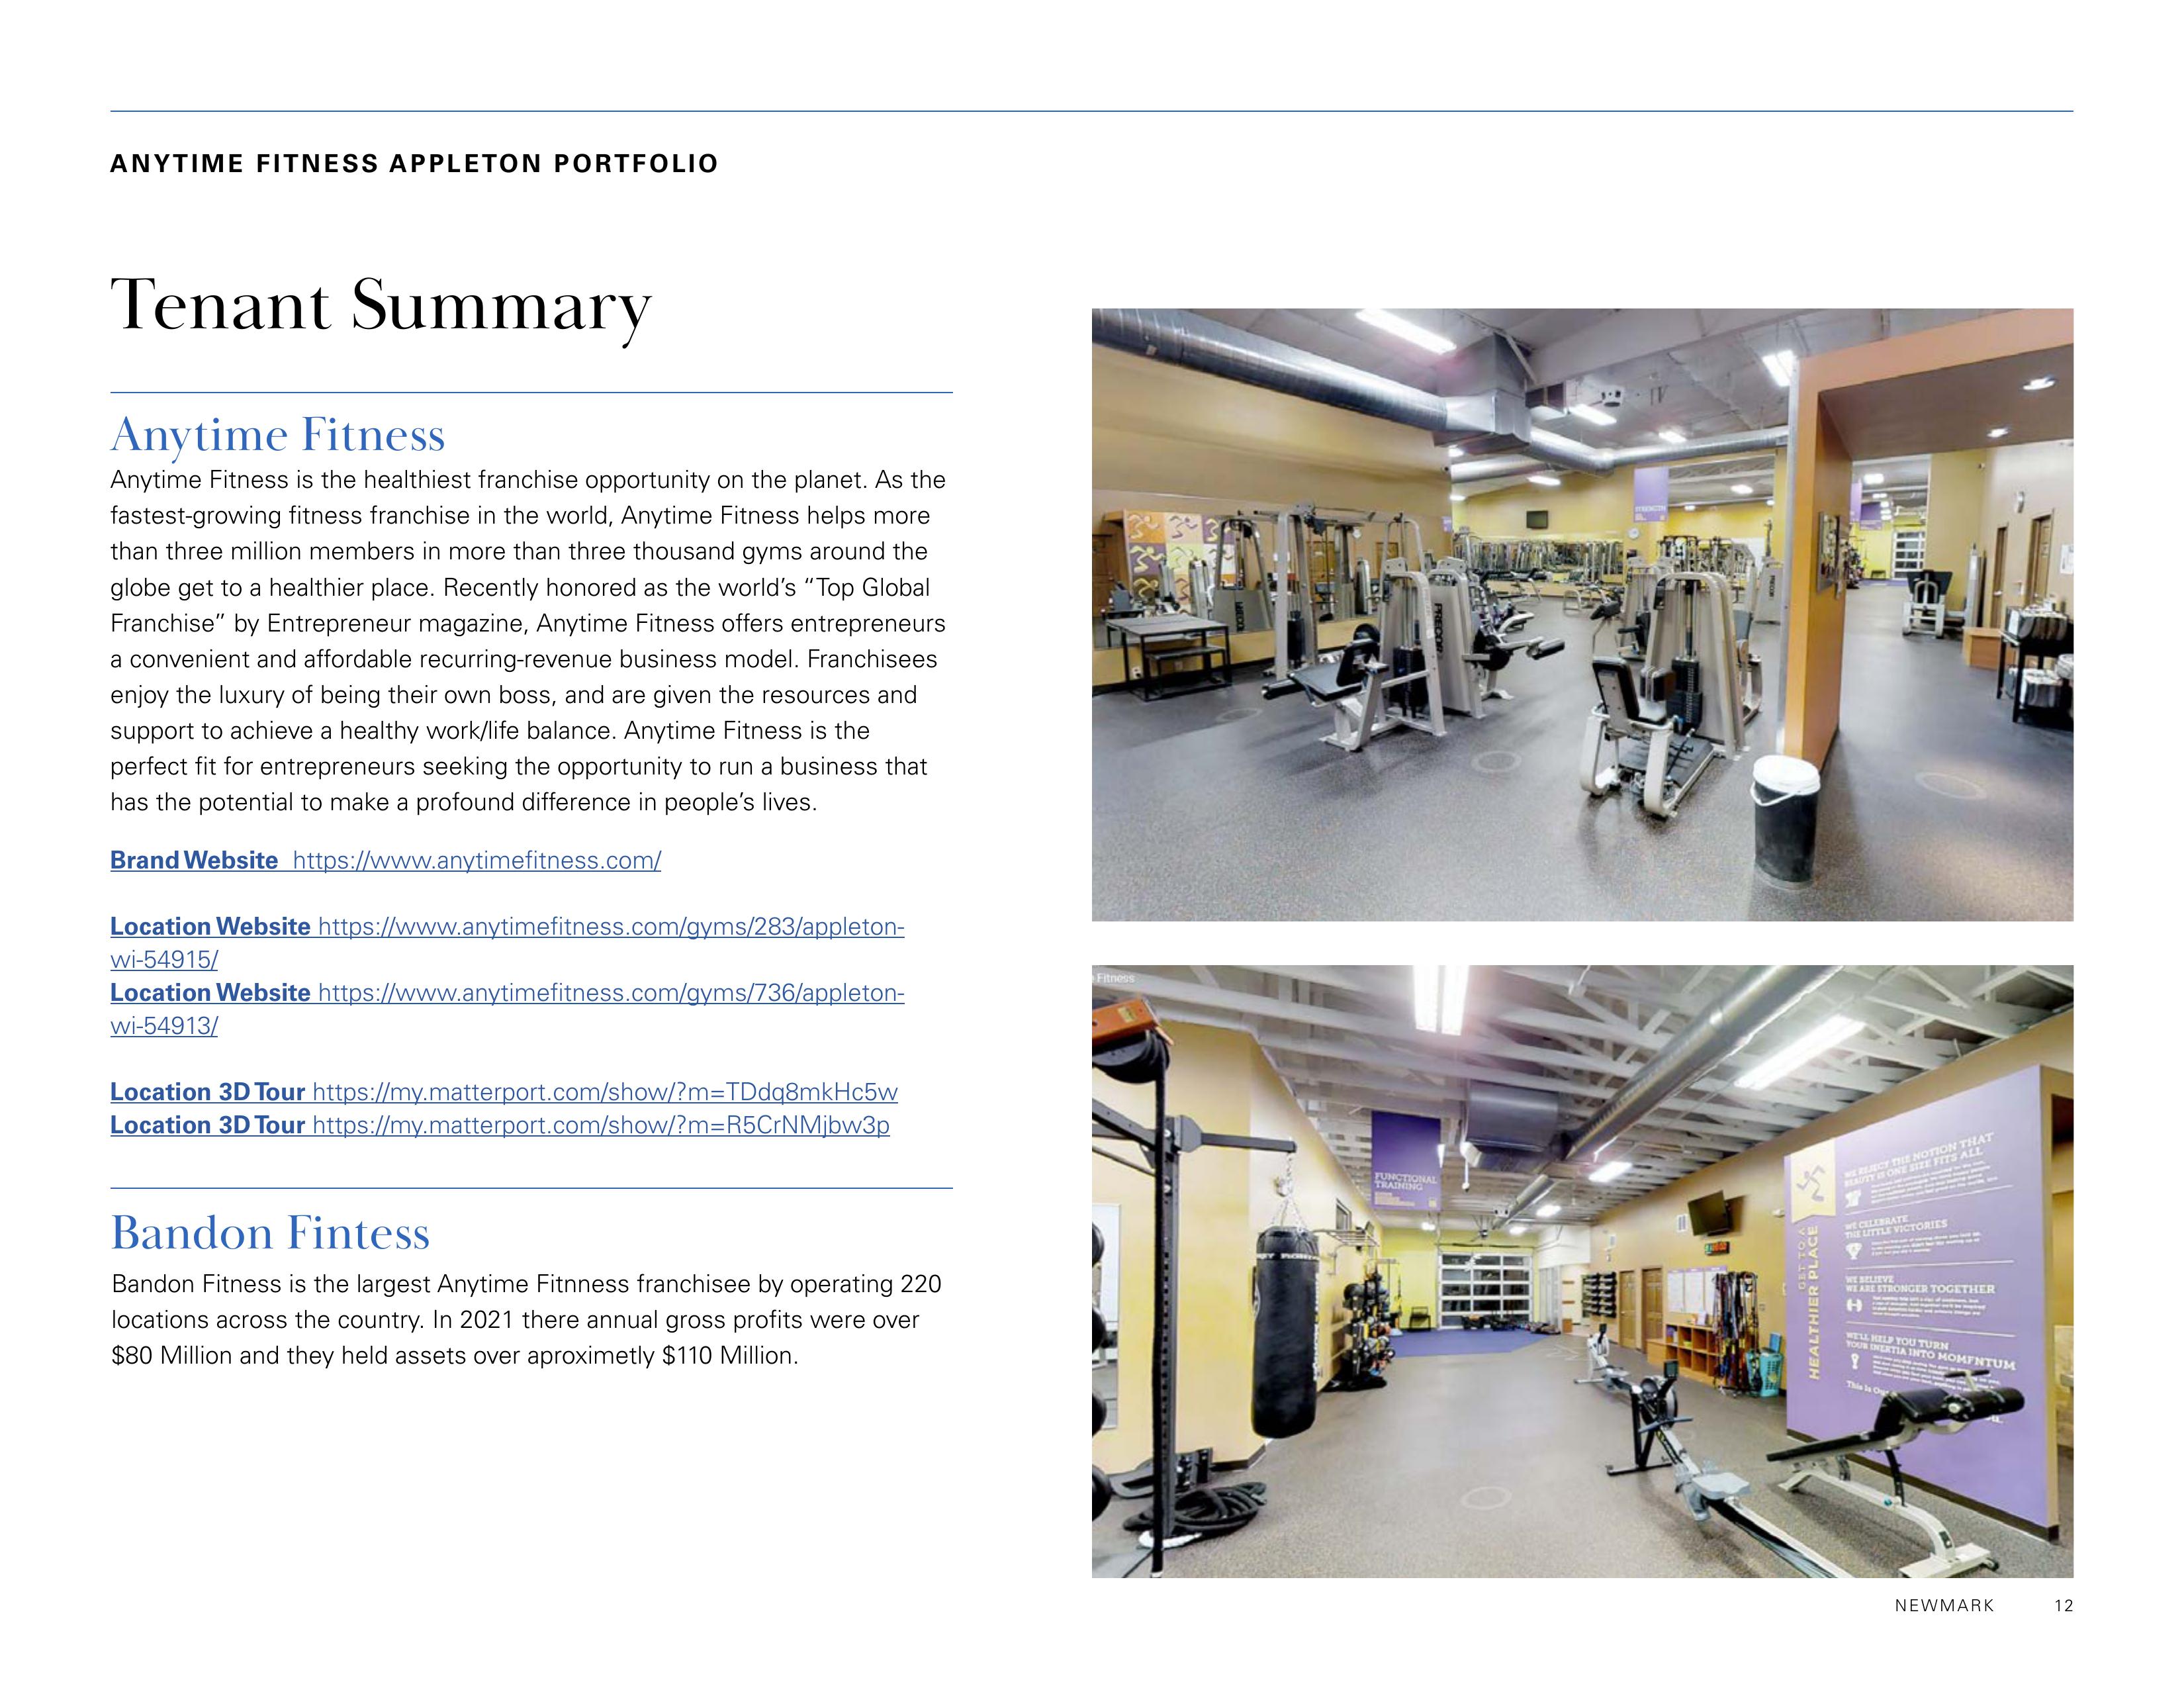 ANYTIME FITNESS APPLETON PORTFOLIO
Tenant Summary
Anytime Fitness
Anytime Fitness is the healthiest franchise opportunity on the planet. As the
fastest-growing fitness franchise in the world, Anytime Fitness helps more
than three million members in more than three thousand gyms around the
globe get to a healthier place. Recently honored as the world’s “Top Global
Franchise” by Entrepreneur magazine, Anytime Fitness offers entrepreneurs
a convenient and affordable recurring-revenue business model. Franchisees
enjoy the luxury of being their own boss, and are given the resources and
support to achieve a healthy work/life balance. Anytime Fitness is the
perfect fit for entrepreneurs seeking the opportunity to run a business that
has the potential to make a profound difference in people’s lives.
Brand Website https://www.anytimefitness.com/
Location Website https://www.anytimefitness.com/gyms/283/appleton-
wi-54915/
Location Website https://www.anytimefitness.com/gyms/736/appleton-
wi-54913/
Location 3D Tour https://my.matterport.com/show/?m=TDdq8mkHc5w
Location 3D Tour https://my.matterport.com/show/?m=R5CrNMjbw3p
Bandon Fintess
Bandon Fitness is the largest Anytime Fitnness franchisee by operating 220
locations across the country. In 2021 there annual gross profits were over
$80 Million and they held assets over aproximetly $110 Million.
STRENGTH
PRECOR
Fitness
FUNCTIONAL
TRAINING
GET TO A
HEALTHIER PLACE
WE REJECT THE NOTION THAT
BEAUTY IS ONE SIZE FITS ALL
WE CELEBRATE
THE LITTLE VICTORIES
WE BELIEVE
WE ARE STRONGER TOGETHER
WE'LL HELP YOU TURN
YOUR INERTIA INTO MOMENTUM
This is
NEWMARK
12